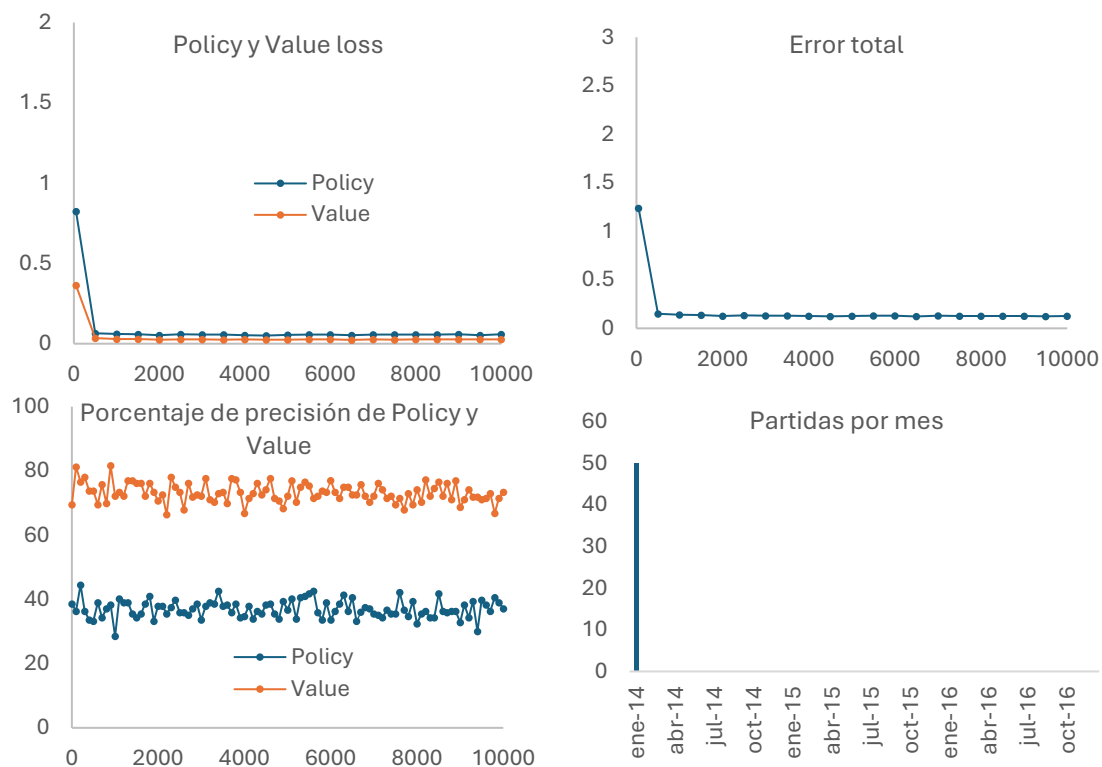 Policy y Value loss
2
1.5
1
0.5
0
Policy
Value
0 2000 4000 6000 8000 10000
Error total
3
2.5
2
1.5
1
0.5
0
0 2000 4000 6000 8000 10000
Porcentaje de precisión de Policy y
Value
100
80
60
40
20
0
Policy
Value
0 2000 4000 6000 8000 10000
Partidas por mes
60
50
40
30
20
10
0
ene-14
abr-14
jul-14
oct-14
ene-15
abr-15
jul-15
oct-15
ene-16
abr-16
jul-16
oct-16